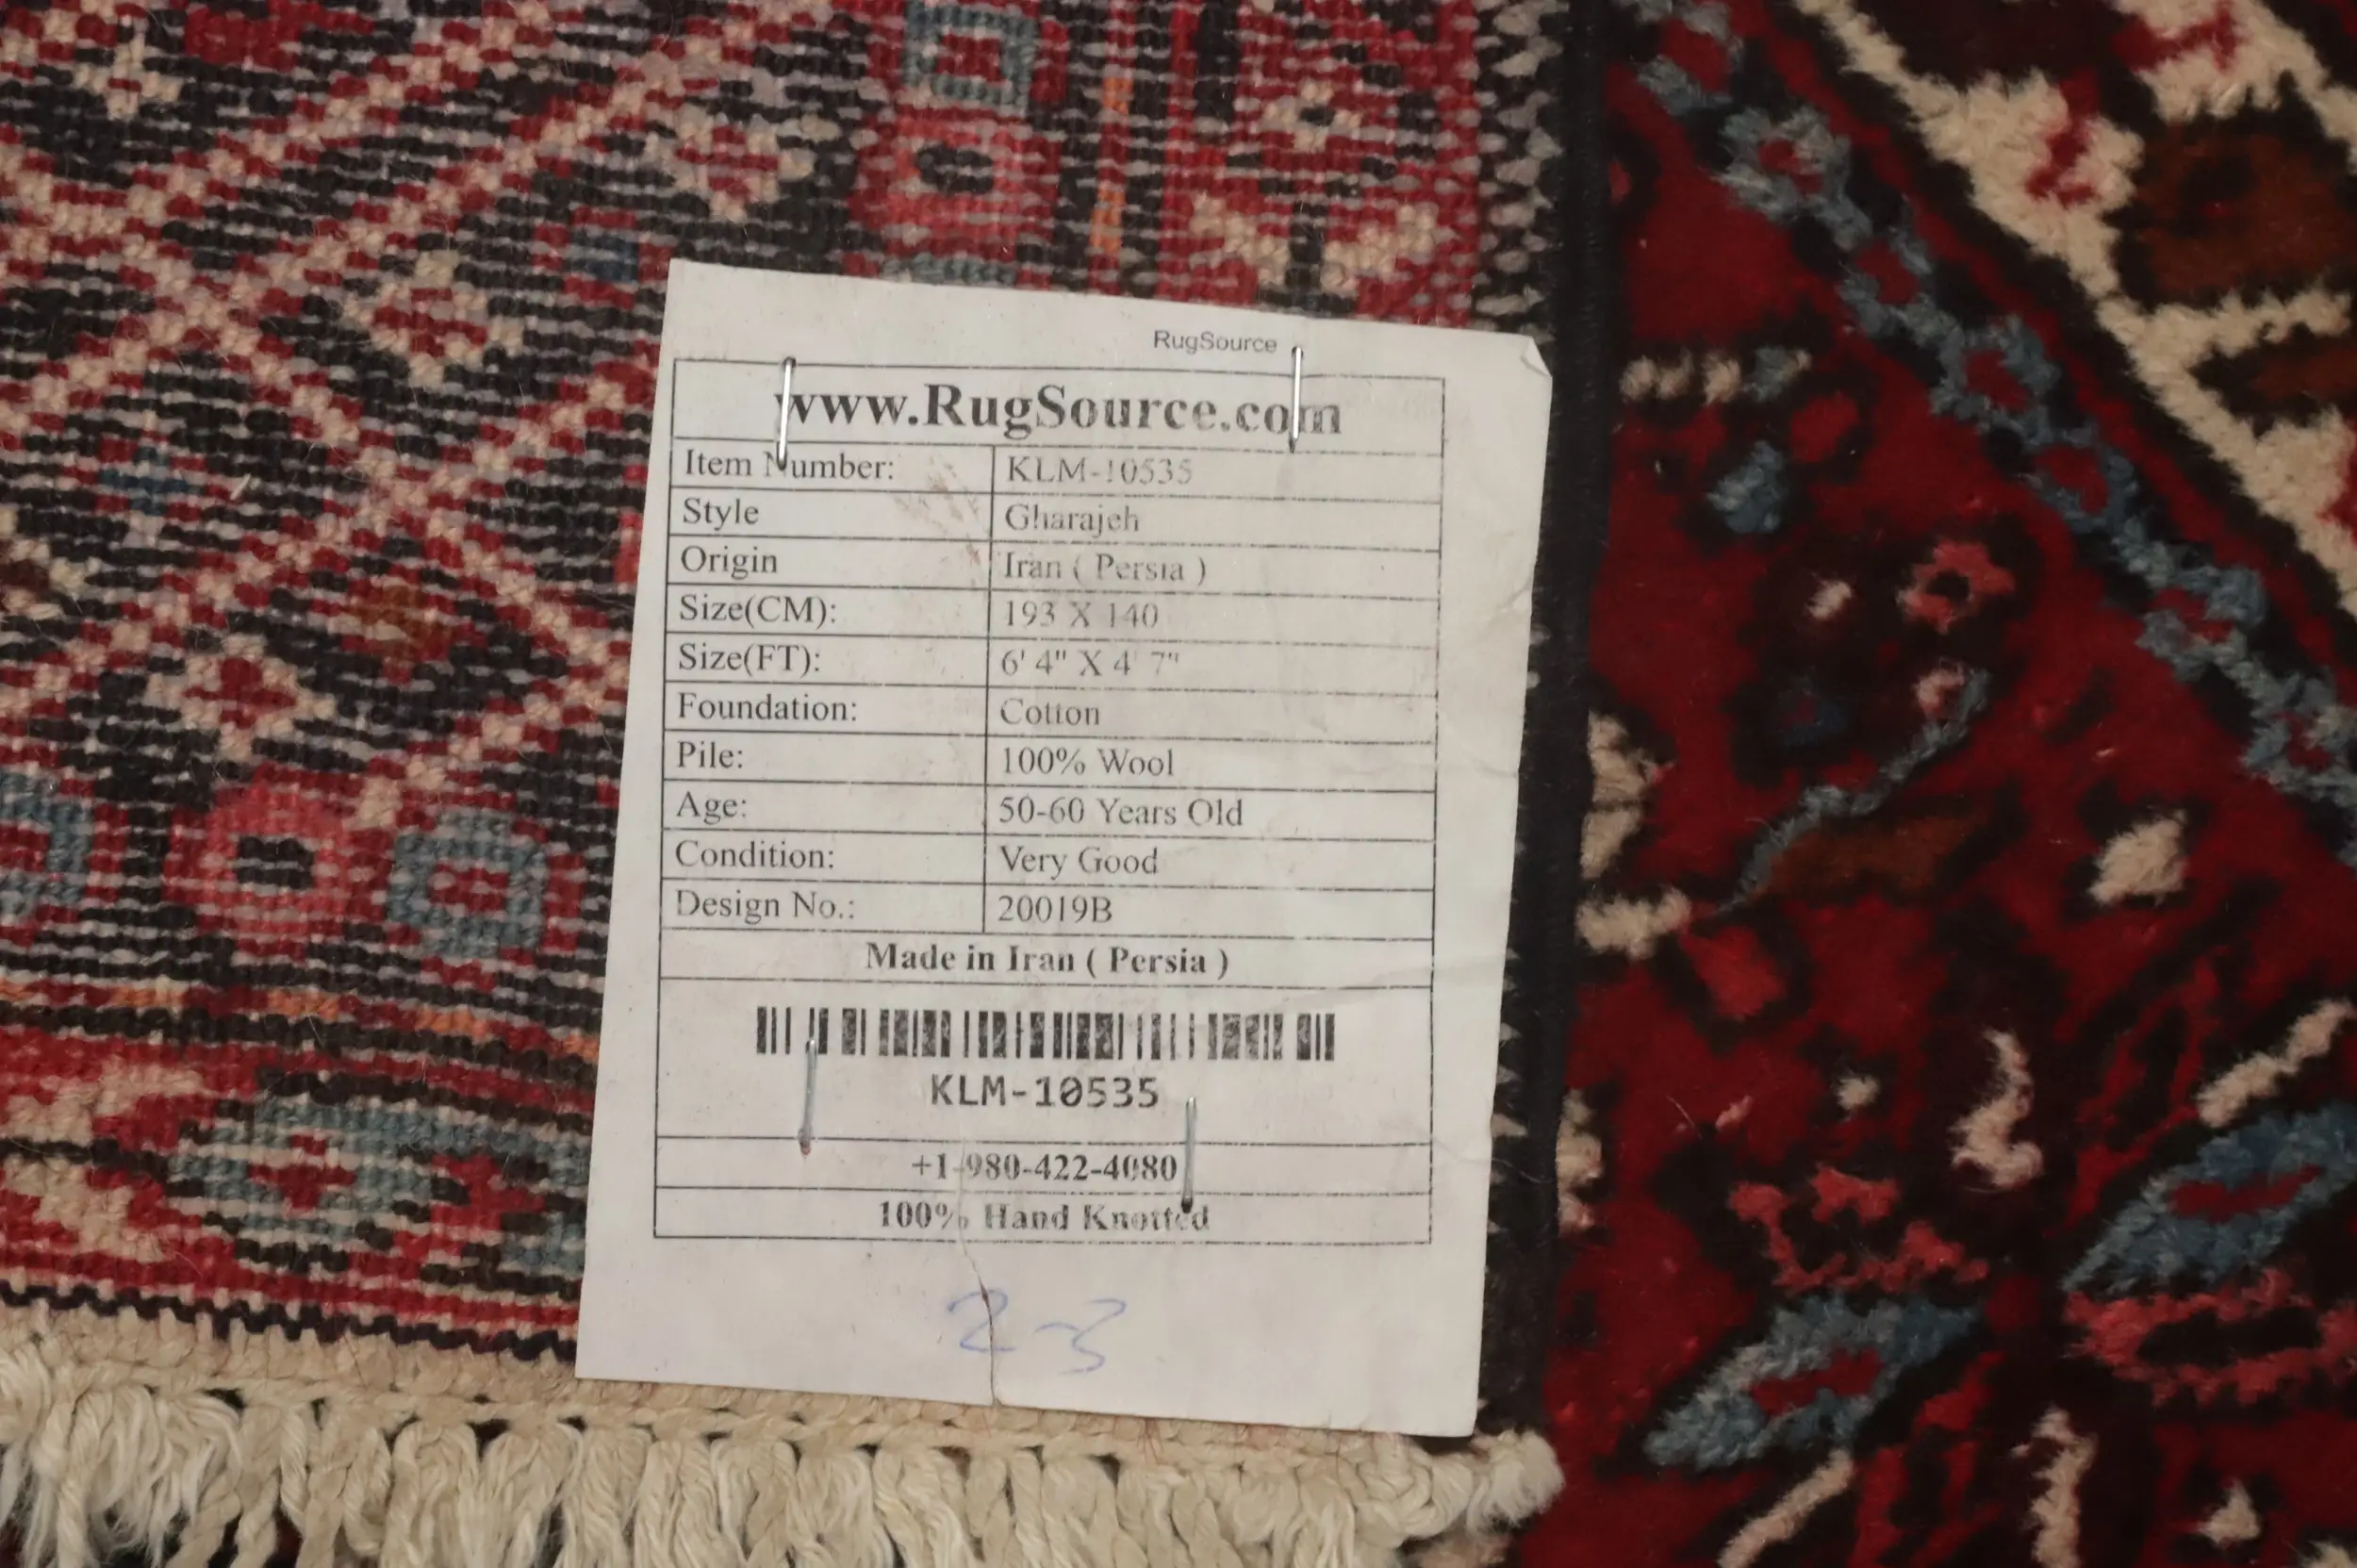 RugSource
www.RugSource.com
Item Number: KLM-10535
Style Gharajeh
Origin Iran ( Persia )
Size(CM): 193 X 140
Size(FT): 6' 4" X 4' 7"
Foundation: Cotton
Pile: 100% Wool
Age: 50-60 Years Old
Condition: Very Good
Design No.: 20019B
Made in Iran ( Persia )
KLM-10535
+1-980-422-4080
100% Hand Knotted
2-3